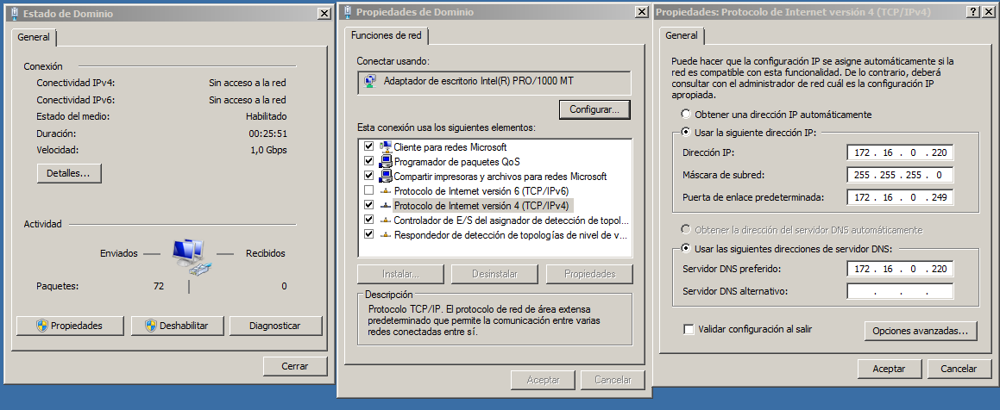 Estado de Dominio
General
Conexión
Conectividad IPv4: Sin acceso a la red
Conectividad IPv6: Sin acceso a la red
Estado del medio: Habilitado
Duración: 00:25:51
Velocidad: 1,0 Gbps
Detalles...
Actividad
Enviados Recibidos
Paquetes: 72 0
Propiedades Deshabilitar Diagnosticar
Cerrar
Propiedades de Dominio
Funciones de red
Conectar usando:
Adaptador de escritorio Intel(R) PRO/1000 MT
Configurar...
Esta conexión usa los siguientes elementos:
Cliente para redes Microsoft
Programador de paquetes QoS
Compartir impresoras y archivos para redes Microsoft
Protocolo de Internet versión 6 (TCP/IPv6)
Protocolo de Internet versión 4 (TCP/IPv4)
Controlador de E/S del asignador de detección de topol...
Respondedor de detección de topologías de nivel de v...
Instalar... Desinstalar Propiedades
Descripción
Protocolo TCP/IP. El protocolo de red de área extensa
predeterminado que permite la comunicación entre varias
redes conectadas entre sí.
Aceptar Cancelar
Propiedades: Protocolo de Internet versión 4 (TCP/IPv4)
General
Puede hacer que la configuración IP se asigne automáticamente si la
red es compatible con esta funcionalidad. De lo contrario, deberá
consultar con el administrador de red cuál es la configuración IP
apropiada.
Obtener una dirección IP automáticamente
Usar la siguiente dirección IP:
Dirección IP: 172 . 16 . 0 . 220
Máscara de subred: 255 . 255 . 255 . 0
Puerta de enlace predeterminada: 172 . 16 . 0 . 249
Obtener la dirección del servidor DNS automáticamente
Usar las siguientes direcciones de servidor DNS:
Servidor DNS preferido: 172 . 16 . 0 . 220
Servidor DNS alternativo: . . .
Validar configuración al salir
Opciones avanzadas...
Aceptar Cancelar